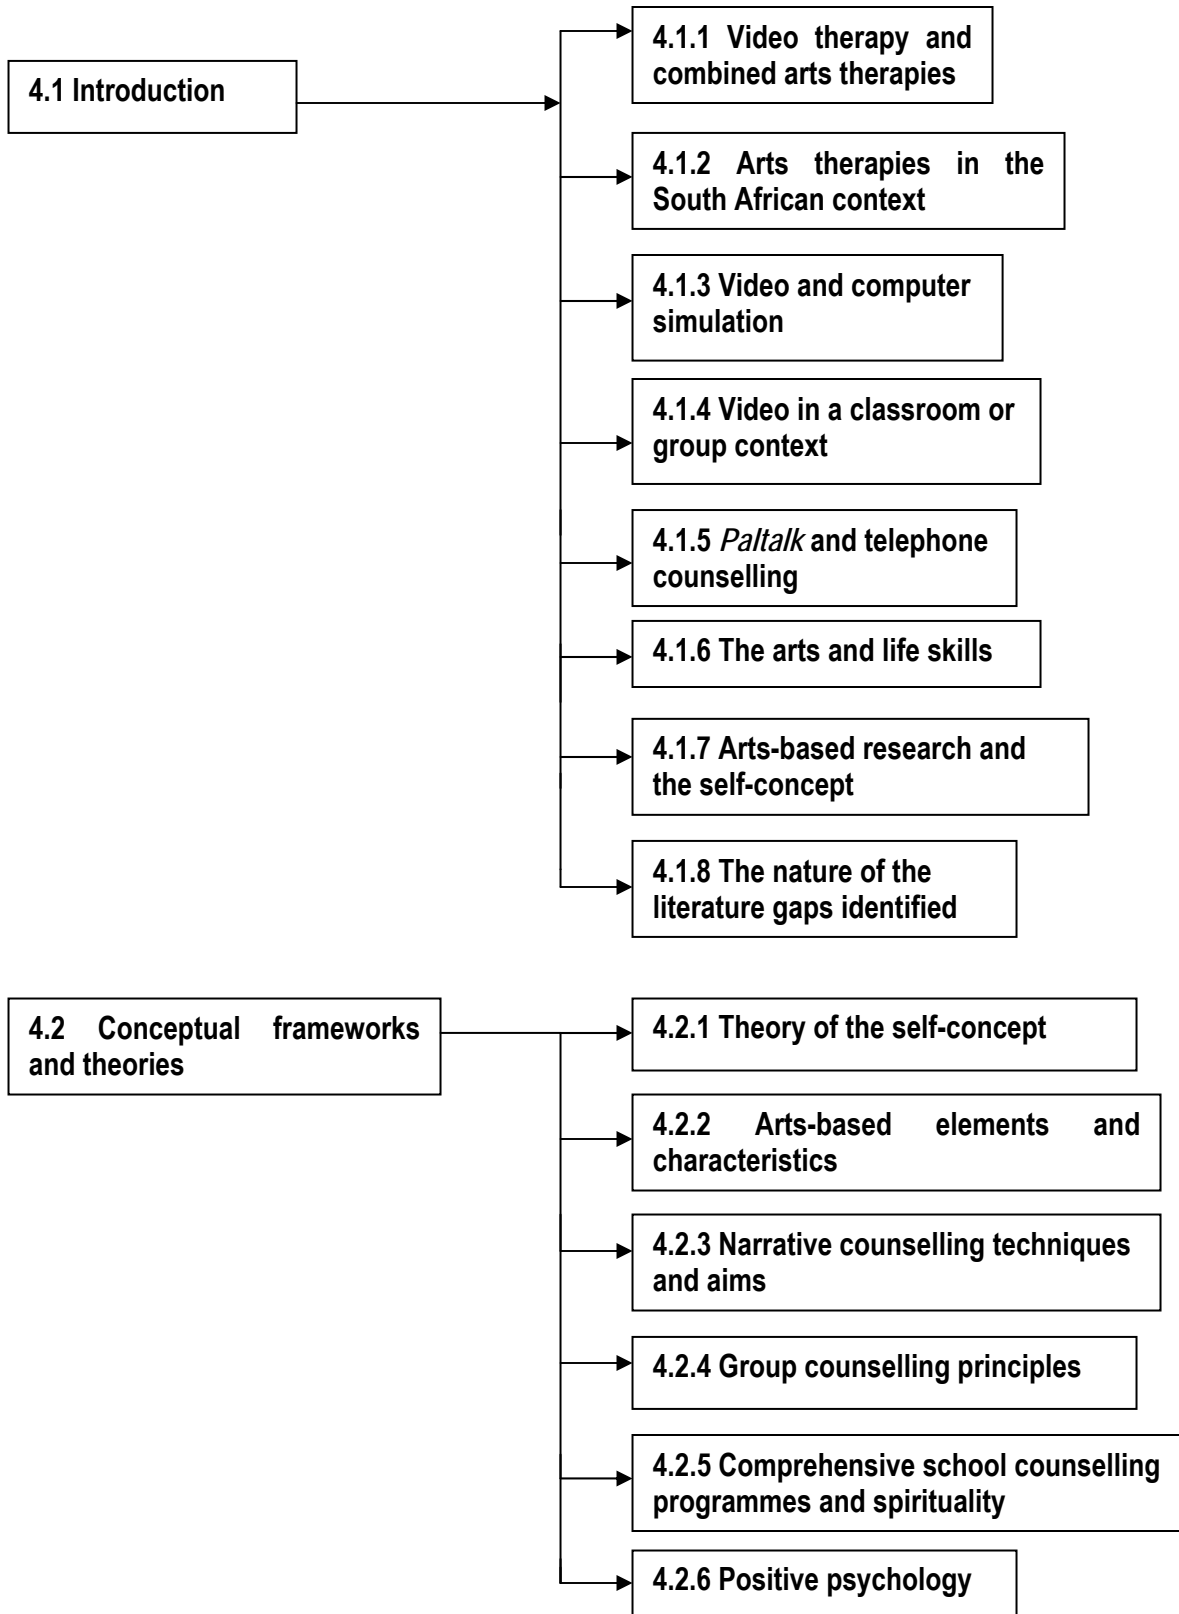 4.1 Introduction
4.1.1 Video therapy and
combined arts therapies
4.1.2 Arts therapies in the
South African context
4.1.3 Video and computer
simulation
4.1.4 Video in a classroom or
group context
4.1.5 Paltalk and telephone
counselling
4.1.6 The arts and life skills
4.1.7 Arts-based research and
the self-concept
4.1.8 The nature of the
literature gaps identified
4.2 Conceptual frameworks
and theories
4.2.1 Theory of the self-concept
4.2.2 Arts-based elements and
characteristics
4.2.3 Narrative counselling techniques
and aims
4.2.4 Group counselling principles
4.2.5 Comprehensive school counselling
programmes and spirituality
4.2.6 Positive psychology